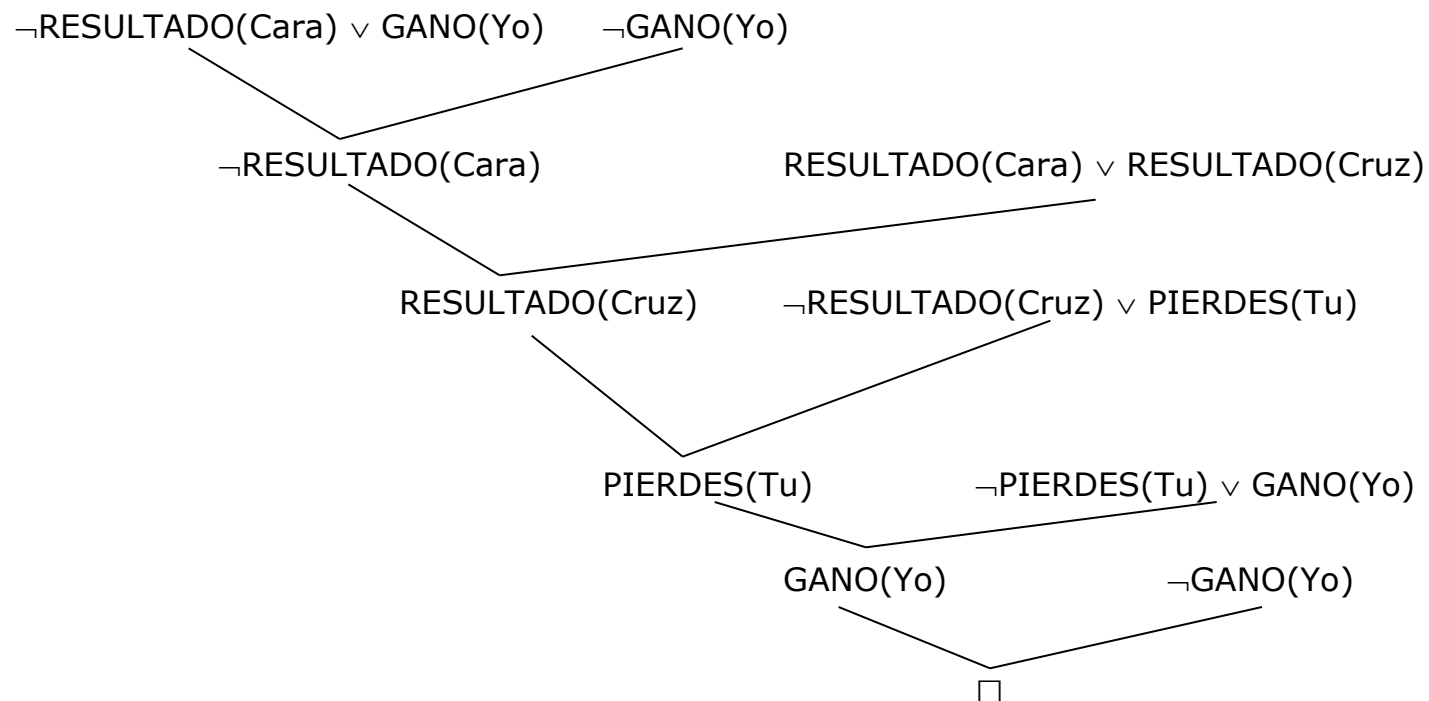 ¬RESULTADO(Cara) ∨ GANO(Yo) ¬GANO(Yo)
¬RESULTADO(Cara) RESULTADO(Cara) ∨ RESULTADO(Cruz)
RESULTADO(Cruz) ¬RESULTADO(Cruz) ∨ PIERDES(Tu)
PIERDES(Tu) ¬PIERDES(Tu) ∨ GANO(Yo)
GANO(Yo) ¬GANO(Yo)
□